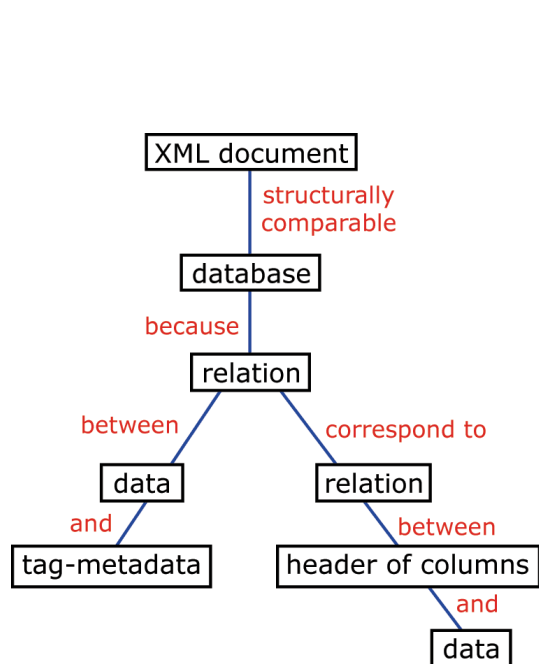 XML document
structurally
comparable
database
because
relation
between
correspond to
data
relation
and
between
tag-metadata
header of columns
and
data